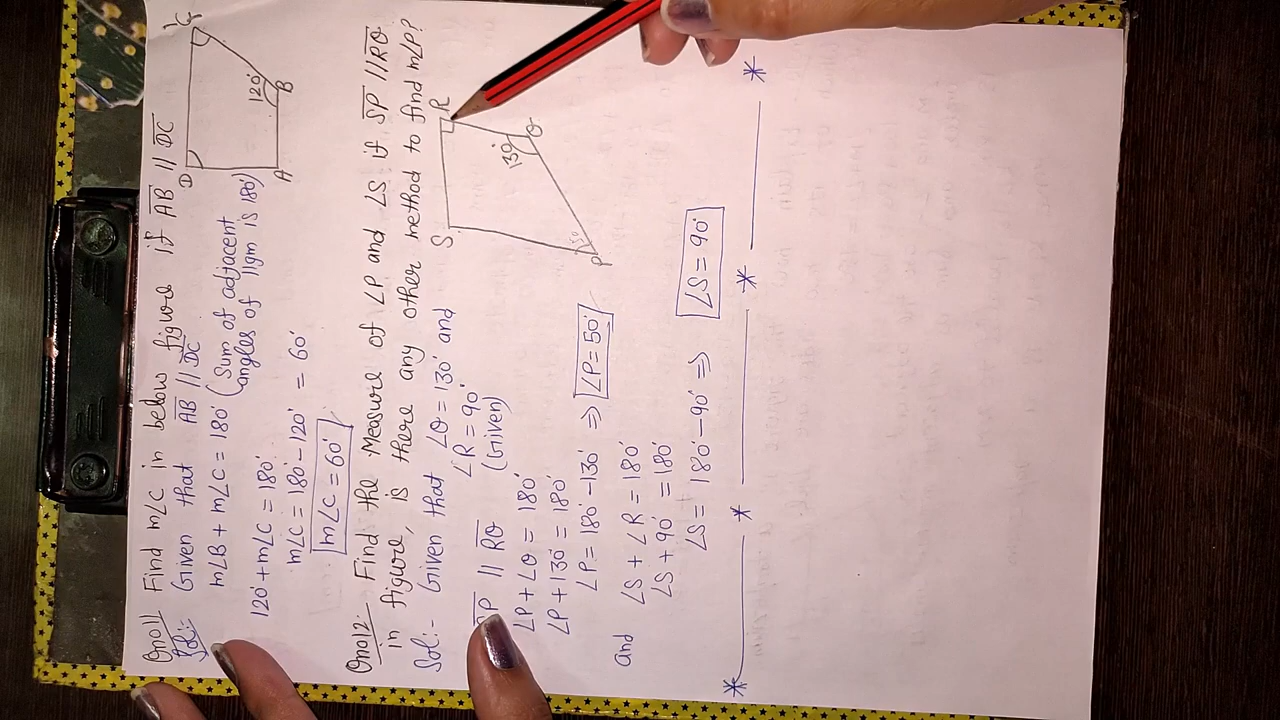 Qno11 Find m∠C in below figure if AB || DC
Sol:- Given that AB || DC
m∠B + m∠C = 180° (Sum of adjacent
angles of ||gm is 180°)
120° + m∠C = 180°
m∠C = 180° - 120° = 60°
m∠C = 60°
D
C
120°
A
B
Qno12:- Find the Measure of ∠P and ∠S if SP || RQ
in figure, is there any other method to find m∠P?
Sol:- Given that ∠Q = 130° and
∠R = 90°
(Given)
SP || RQ
∠P + ∠Q = 180°
∠P + 130° = 180°
∠P = 180° - 130° ⇒ ∠P = 50°
and ∠S + ∠R = 180°
∠S + 90° = 180°
∠S = 180° - 90° ⇒ ∠S = 90°
S
R
130°
Q
P
50